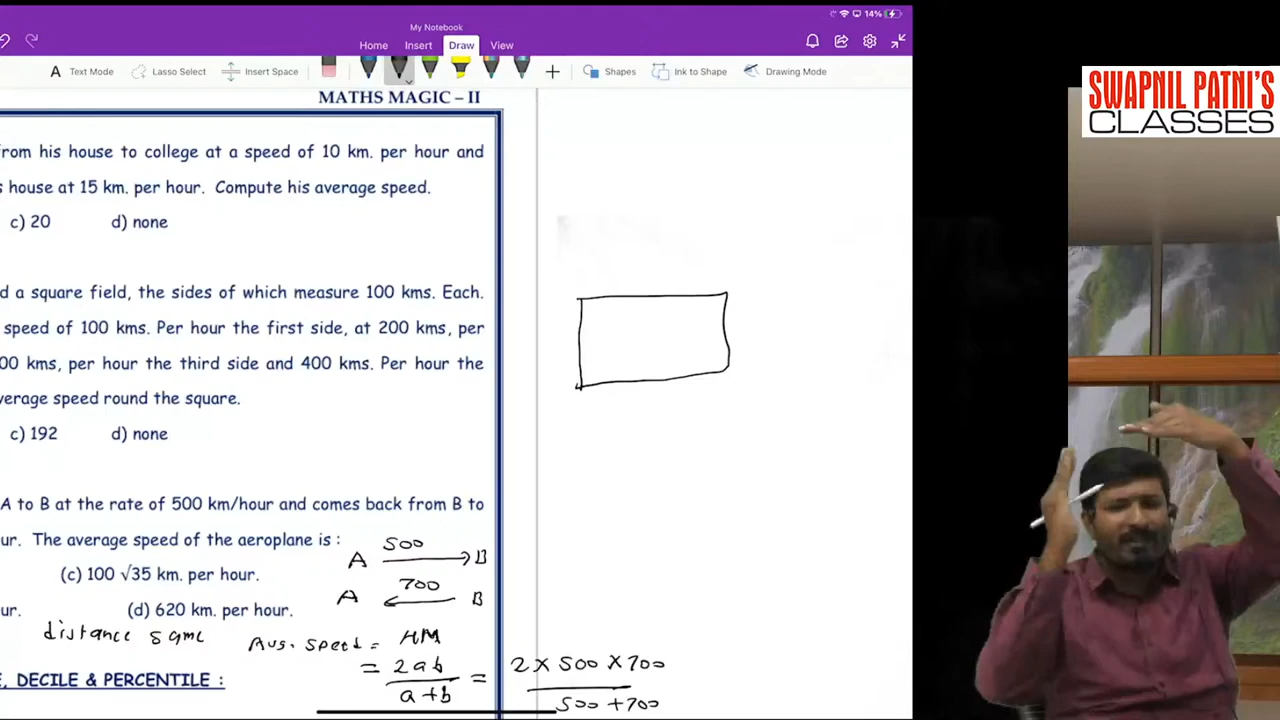 14%
My Notebook
Home Insert Draw View
A Text Mode Lasso Select Insert Space Shapes Ink to Shape Drawing Mode
SWAPNIL PATNI'S
CLASSES
MATHS MAGIC – II
from his house to college at a speed of 10 km. per hour and
s house at 15 km. per hour. Compute his average speed.
c) 20 d) none
d a square field, the sides of which measure 100 kms. Each.
speed of 100 kms. Per hour the first side, at 200 kms, per
00 kms, per hour the third side and 400 kms. Per hour the
verage speed round the square.
c) 192 d) none
A to B at the rate of 500 km/hour and comes back from B to
ur. The average speed of the aeroplane is :
A 500 B
(c) 100 √35 km. per hour.
A 700 B
ur. (d) 620 km. per hour.
distance same Avg. speed = HM
= 2ab / a+b = 2 × 500 × 700 / 500 + 700
E, DECILE & PERCENTILE :